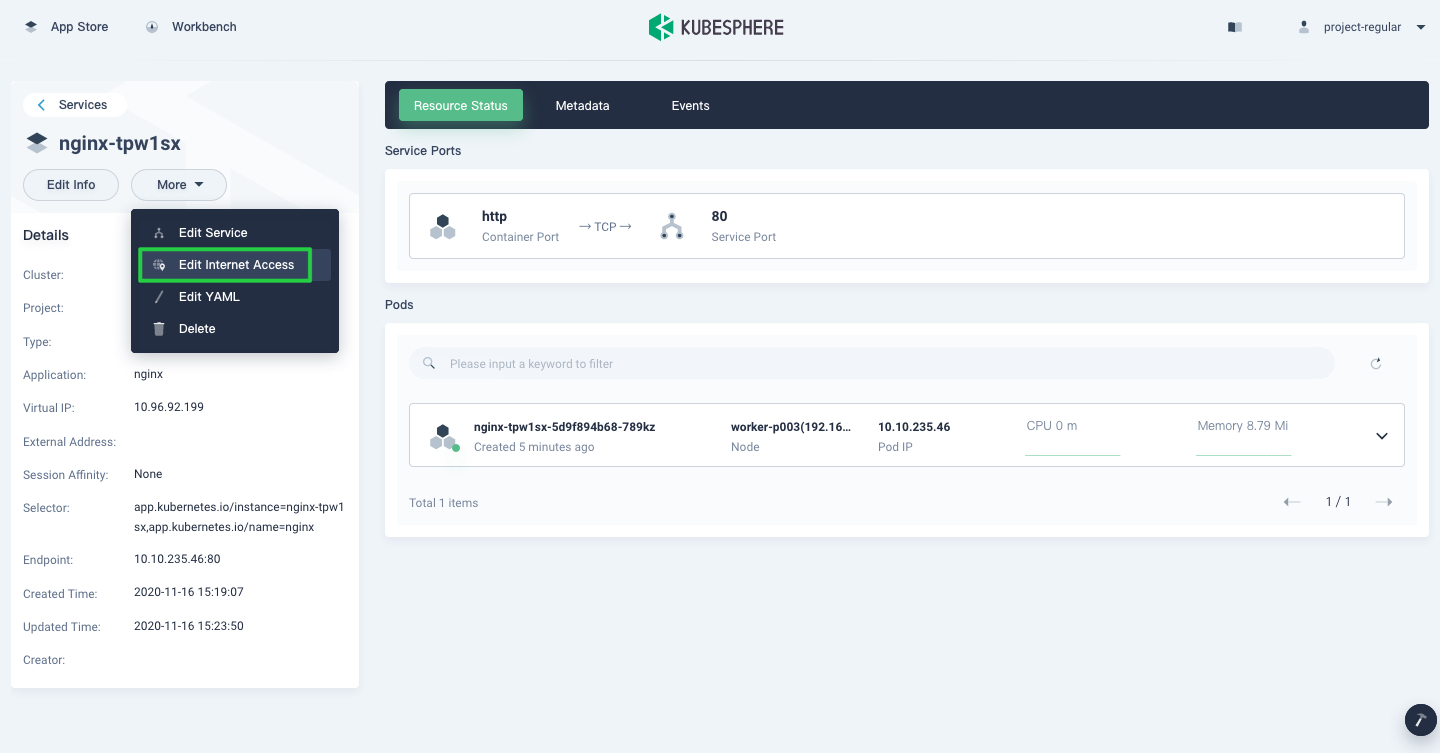 App Store
Workbench
KUBESPHERE
project-regular
Services
nginx-tpw1sx
Edit Info
More
Edit Service
Edit Internet Access
Edit YAML
Delete
Details
Cluster:
Project:
Type:
Application: nginx
Virtual IP: 10.96.92.199
External Address:
Session Affinity: None
Selector: app.kubernetes.io/instance=nginx-tpw1
sx,app.kubernetes.io/name=nginx
Endpoint: 10.10.235.46:80
Created Time: 2020-11-16 15:19:07
Updated Time: 2020-11-16 15:23:50
Creator:
Resource Status
Metadata
Events
Service Ports
http
Container Port
TCP
80
Service Port
Pods
Please input a keyword to filter
nginx-tpw1sx-5d9f894b68-789kz
Created 5 minutes ago
worker-p003(192.16...
Node
10.10.235.46
Pod IP
CPU 0 m
Memory 8.79 Mi
Total 1 items
1 / 1